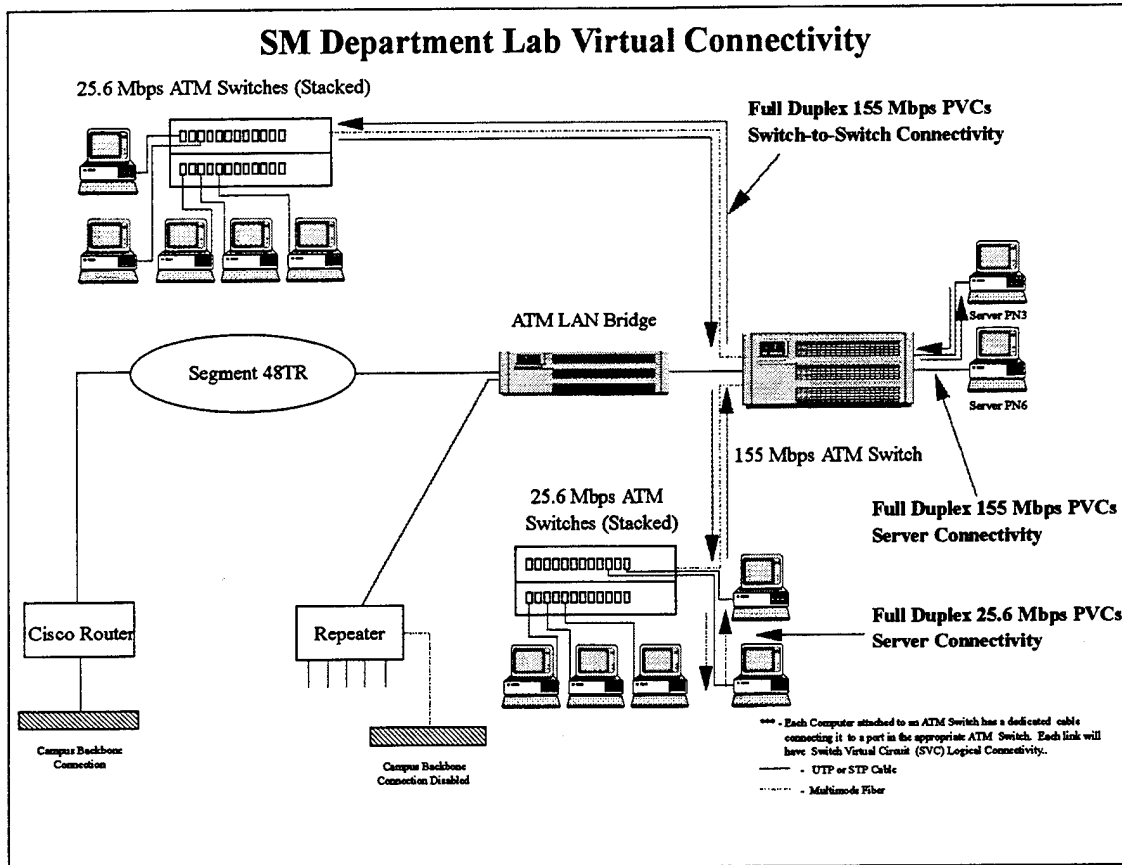 SM Department Lab Virtual Connectivity
25.6 Mbps ATM Switches (Stacked)
Full Duplex 155 Mbps PVCs
Switch-to-Switch Connectivity
Server PN3
ATM LAN Bridge
Segment 48TR
Server PN6
155 Mbps ATM Switch
25.6 Mbps ATM
Switches (Stacked)
Full Duplex 155 Mbps PVCs
Server Connectivity
Cisco Router
Repeater
Full Duplex 25.6 Mbps PVCs
Server Connectivity
*** - Each Computer attached to an ATM Switch has a dedicated cable
connecting it to a port in the appropriate ATM Switch. Each link will
have Switch Virtual Circuit (SVC) Logical Connectivity..
Campus Backbone
Connection
Campus Backbone
Connection Disabled
- UTP or STP Cable
- Multimode Fiber